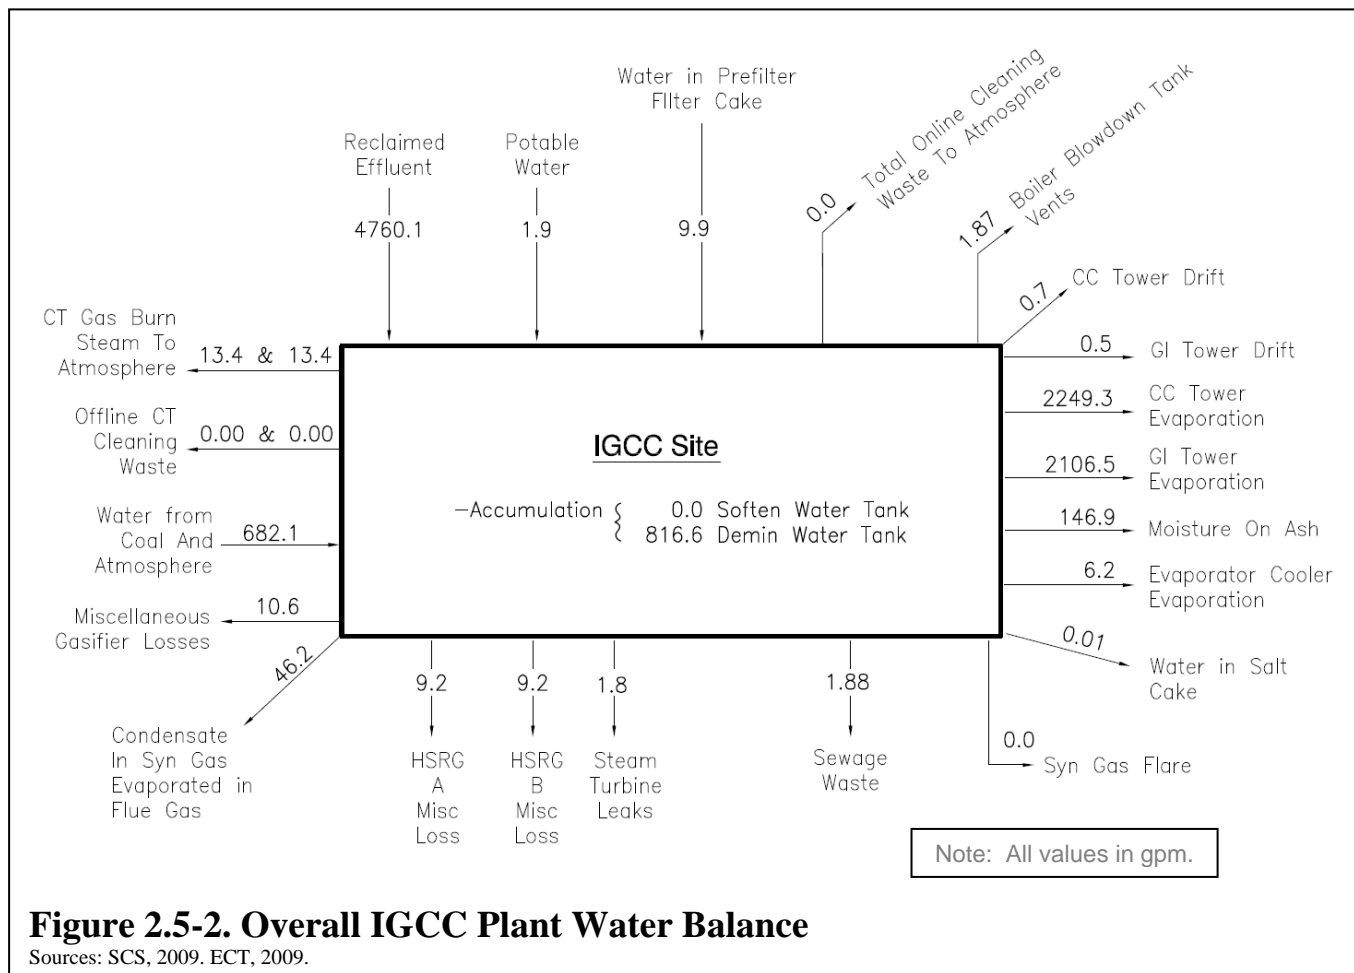 Water in Prefilter
FIlter Cake
Reclaimed
Effluent
Potable
Water
Total Online Cleaning
Waste To Atmosphere
Boiler Blowdown Tank
Vents
4760.1
1.9
9.9
0.0
1.87
CC Tower Drift
0.7
CT Gas Burn
Steam To
Atmosphere
13.4 & 13.4
0.5
GI Tower Drift
Offline CT
Cleaning
Waste
0.00 & 0.00
2249.3
CC Tower
Evaporation
IGCC Site
2106.5
GI Tower
Evaporation
Water from
Coal And
Atmosphere
682.1
-Accumulation { 0.0 Soften Water Tank
{ 816.6 Demin Water Tank
146.9
Moisture On Ash
6.2
Evaporator Cooler
Evaporation
Miscellaneous
Gasifier Losses
10.6
0.01
Water in Salt
Cake
46.2
Condensate
In Syn Gas
Evaporated in
Flue Gas
9.2
HSRG
A
Misc
Loss
9.2
HSRG
B
Misc
Loss
1.8
Steam
Turbine
Leaks
1.88
Sewage
Waste
0.0
Syn Gas Flare
Note: All values in gpm.
Figure 2.5-2. Overall IGCC Plant Water Balance
Sources: SCS, 2009. ECT, 2009.